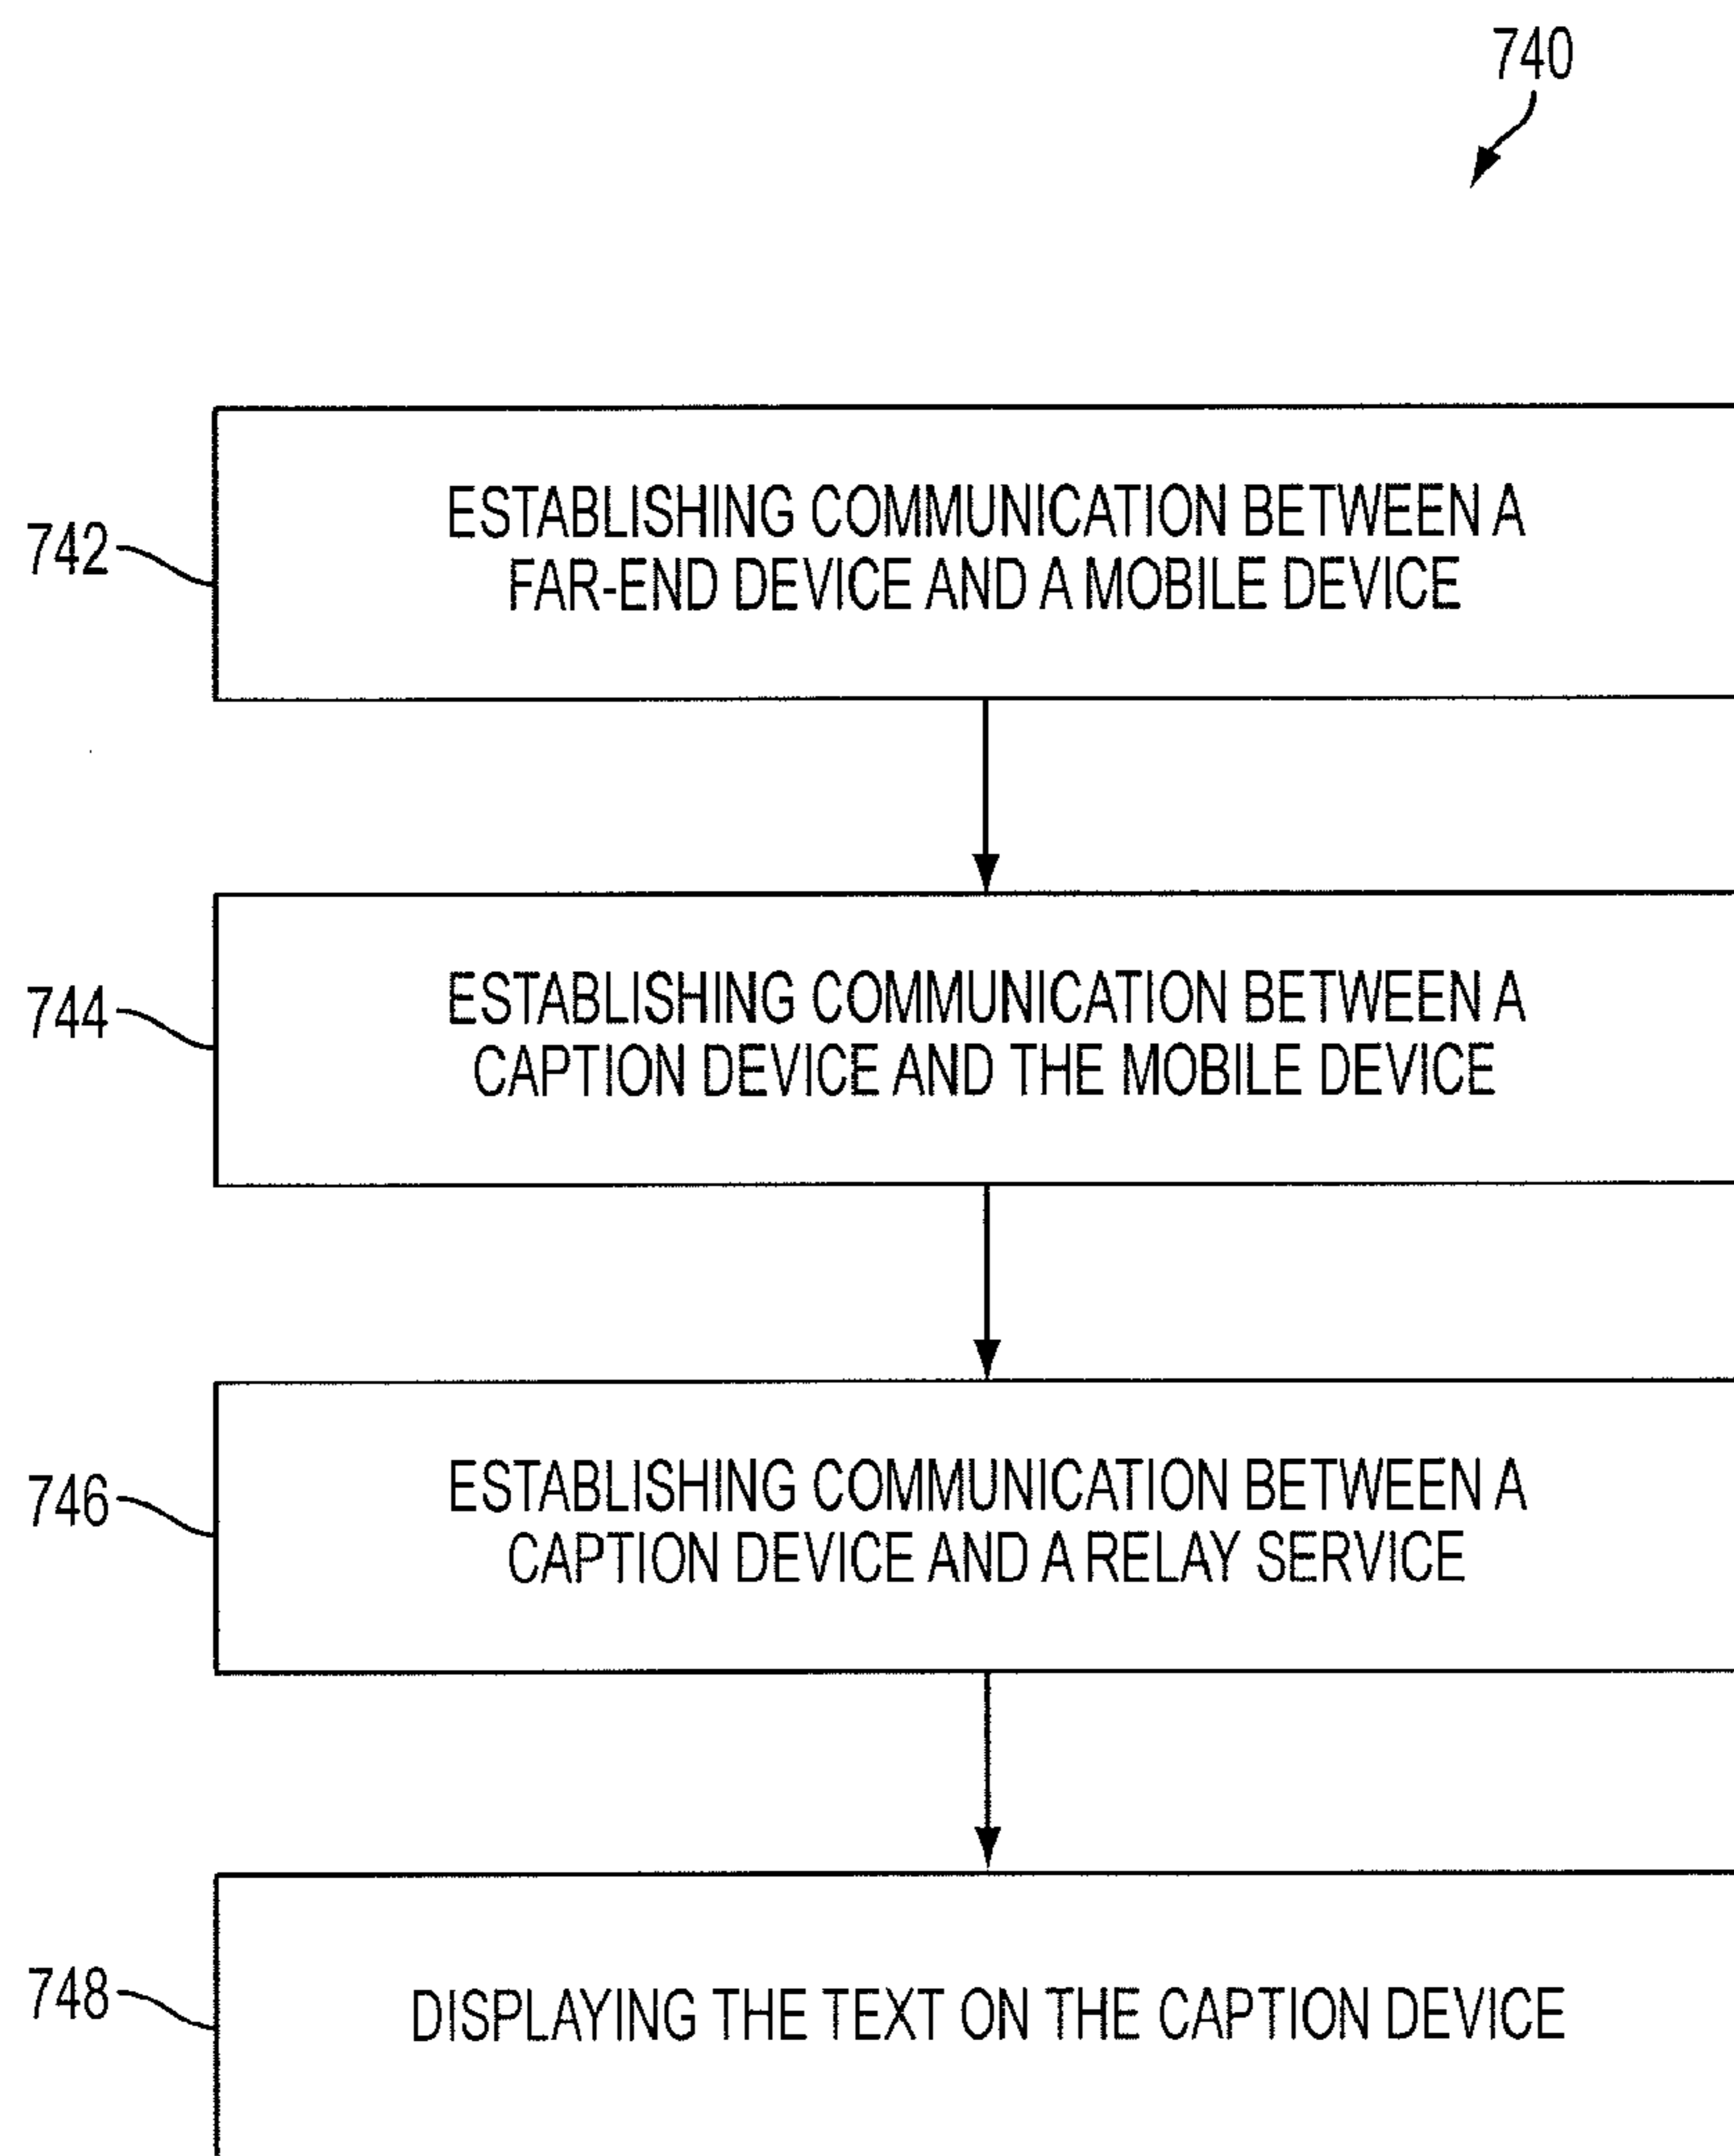 740
742
ESTABLISHING COMMUNICATION BETWEEN A
FAR-END DEVICE AND A MOBILE DEVICE
744
ESTABLISHING COMMUNICATION BETWEEN A
CAPTION DEVICE AND THE MOBILE DEVICE
746
ESTABLISHING COMMUNICATION BETWEEN A
CAPTION DEVICE AND A RELAY SERVICE
748
DISPLAYING THE TEXT ON THE CAPTION DEVICE